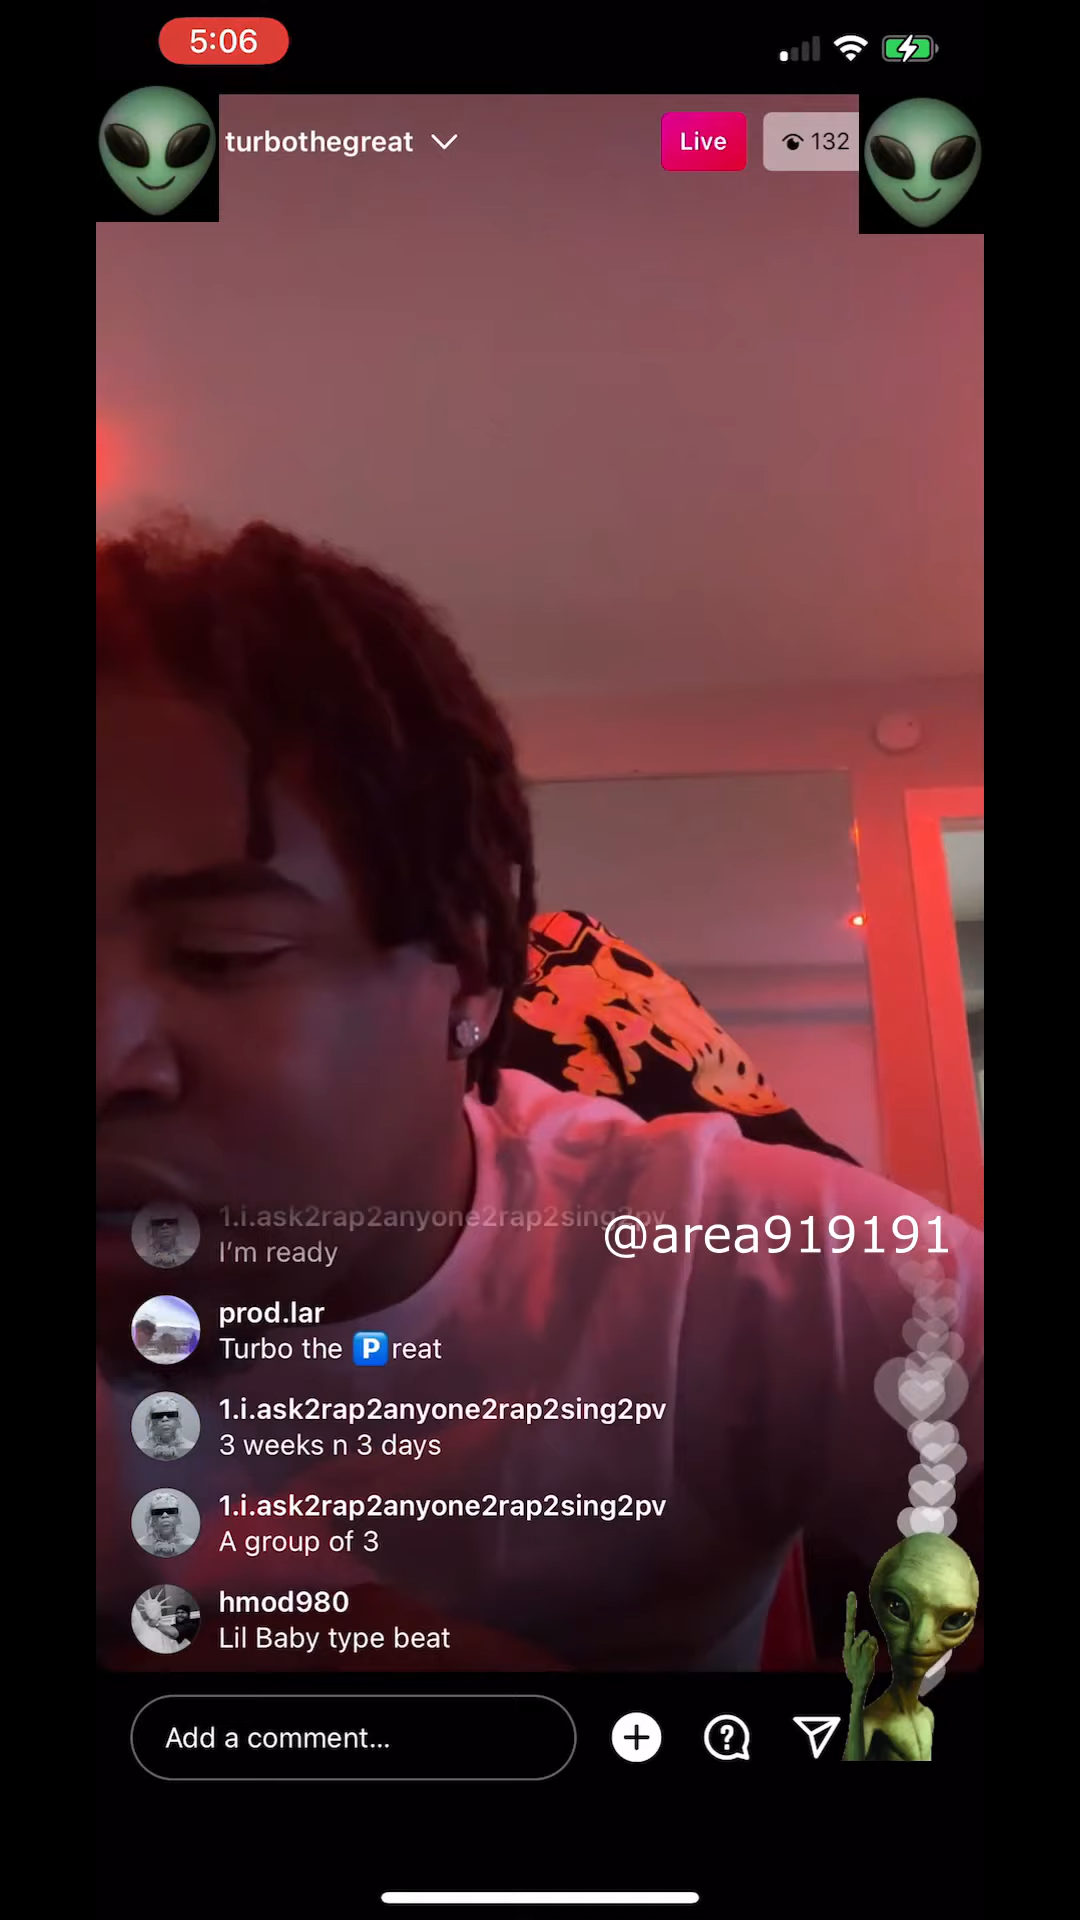 5:06
turbothegreat
Live
132
1.i.ask2rap2anyone2rap2sing2pv
I'm ready
@area919191
prod.lar
Turbo the 🅿️reat
1.i.ask2rap2anyone2rap2sing2pv
3 weeks n 3 days
1.i.ask2rap2anyone2rap2sing2pv
A group of 3
hmod980
Lil Baby type beat
Add a comment...